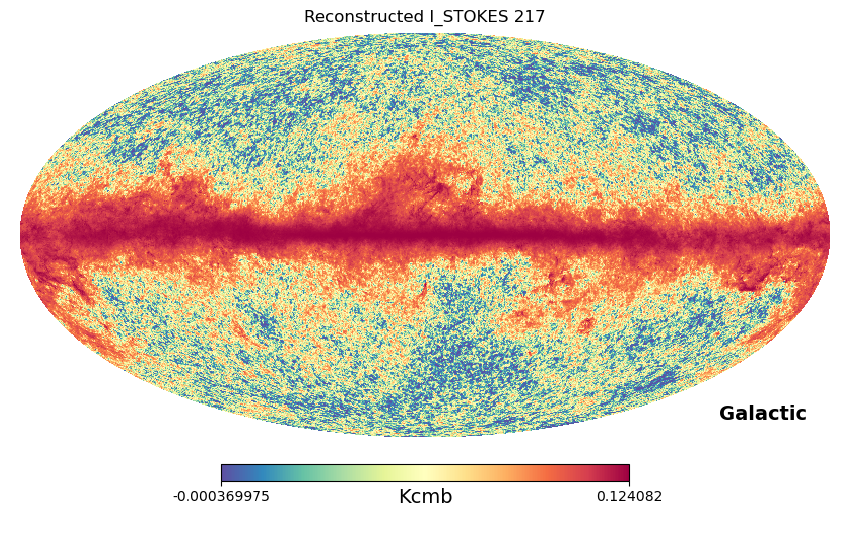 Reconstructed I_STOKES 217
Galactic
-0.000369975 Kcmb 0.124082